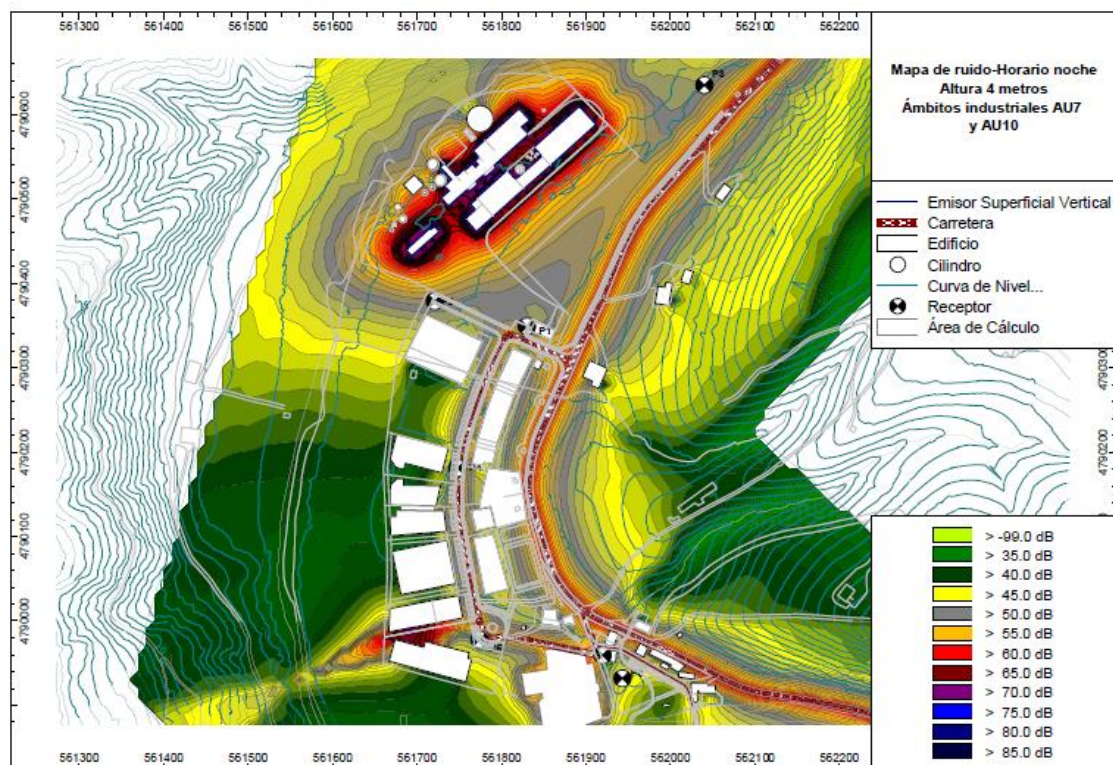 561300 561400 561500 561600 561700 561800 561900 562000 562100 562200
Mapa de ruido-Horario noche
Altura 4 metros
Ámbitos industriales AU7
y AU10
Emisor Superficial Vertical
Carretera
Edificio
Cilindro
Curva de Nivel...
Receptor
Área de Cálculo
4790600
4790500
4790400
4790300
4790200
4790100
4790000
P3
P1
4790300
4790200
4790100
> -99.0 dB
> 35.0 dB
> 40.0 dB
> 45.0 dB
> 50.0 dB
> 55.0 dB
> 60.0 dB
> 65.0 dB
> 70.0 dB
> 75.0 dB
> 80.0 dB
> 85.0 dB
561300 561400 561500 561600 561700 561800 561900 562000 562100 562200